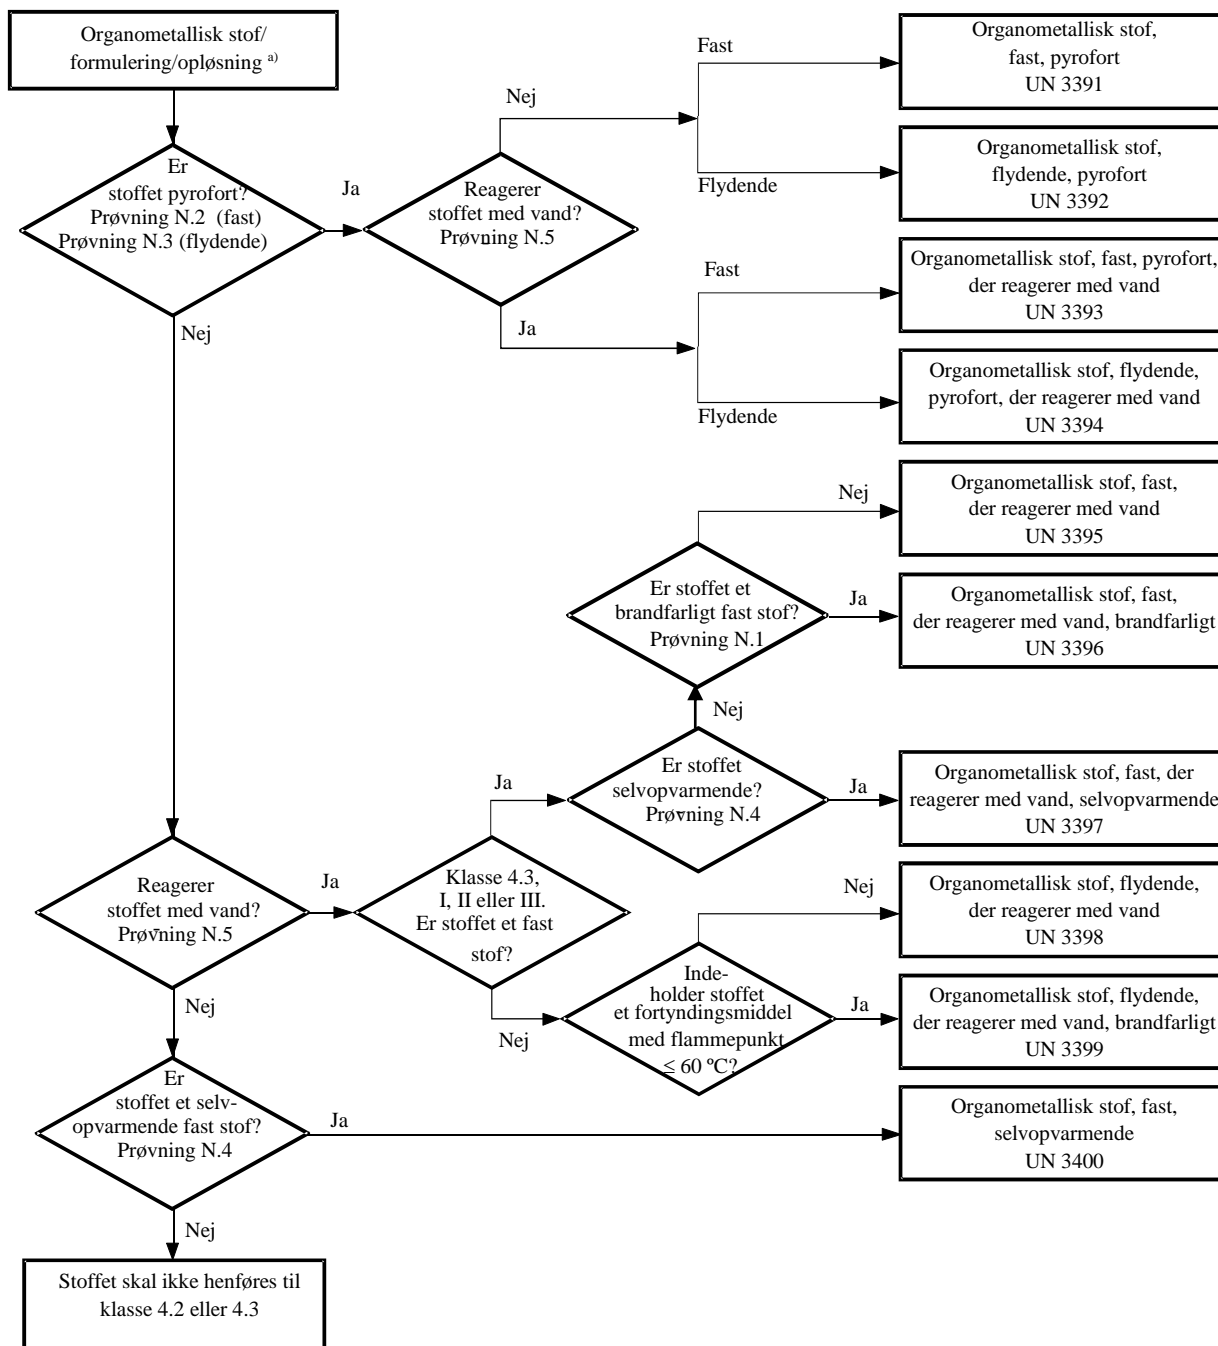 Organometallisk stof/
formulering/opløsning a)
Er
stoffet pyrofort?
Prøvning N.2 (fast)
Prøvning N.3 (flydende)
Ja
Nej
Reagerer
stoffet med vand?
Prøvning N.5
Nej
Ja
Fast
Flydende
Fast
Flydende
Organometallisk stof,
fast, pyrofort
UN 3391
Organometallisk stof,
flydende, pyrofort
UN 3392
Organometallisk stof, fast, pyrofort,
der reagerer med vand
UN 3393
Organometallisk stof, flydende,
pyrofort, der reagerer med vand
UN 3394
Nej
Organometallisk stof, fast,
der reagerer med vand
UN 3395
Er stoffet et
brandfarligt fast stof?
Prøvning N.1
Ja
Organometallisk stof, fast,
der reagerer med vand, brandfarligt
UN 3396
Nej
Er stoffet
selvopvarmende?
Prøvning N.4
Ja
Ja
Organometallisk stof, fast, der
reagerer med vand, selvopvarmende
UN 3397
Reagerer
stoffet med vand?
Prøvning N.5
Ja
Klasse 4.3,
I, II eller III.
Er stoffet et fast
stof?
Nej
Organometallisk stof, flydende,
der reagerer med vand
UN 3398
Nej
Nej
Inde-
holder stoffet
et fortyndingsmiddel
med flammepunkt
≤ 60 ºC?
Ja
Organometallisk stof, flydende,
der reagerer med vand, brandfarligt
UN 3399
Er
stoffet et selv-
opvarmende fast stof?
Prøvning N.4
Ja
Organometallisk stof, fast,
selvopvarmende
UN 3400
Nej
Stoffet skal ikke henføres til
klasse 4.2 eller 4.3